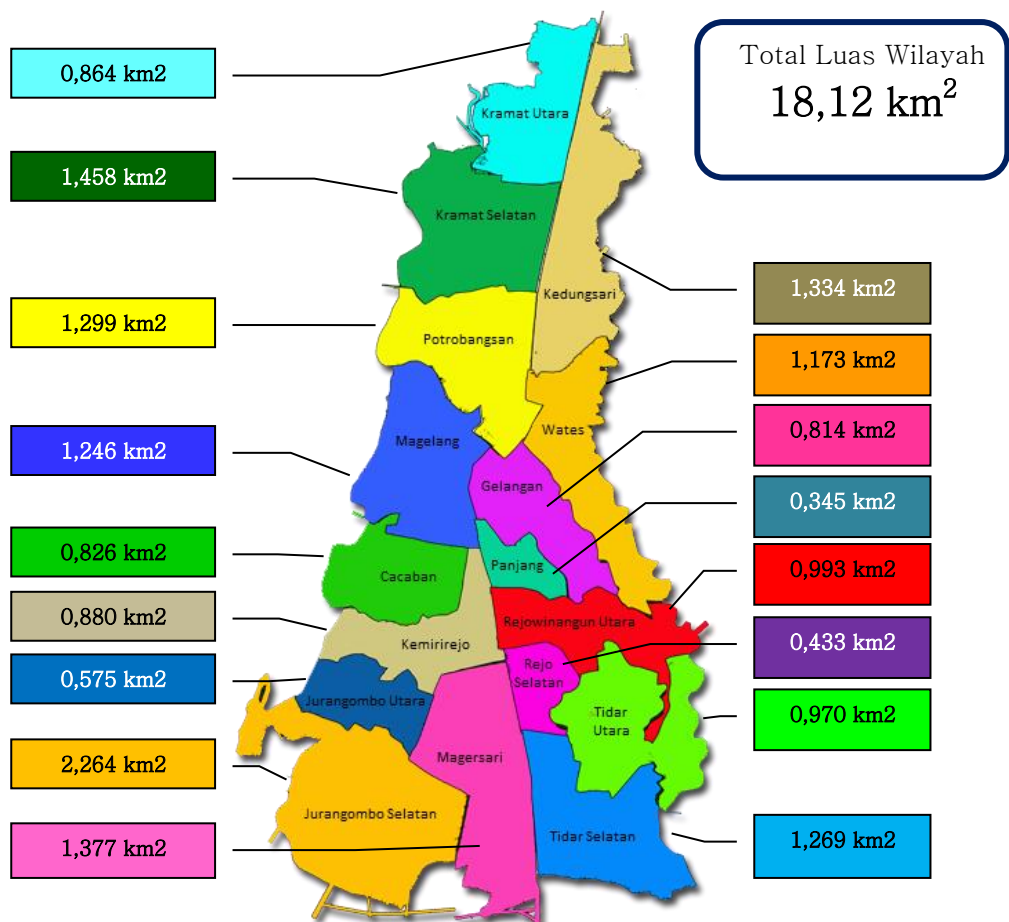 Total Luas Wilayah
18,12 km²
0,864 km2
1,458 km2
1,299 km2
1,246 km2
0,826 km2
0,880 km2
0,575 km2
2,264 km2
1,377 km2
Kramat Utara
Kramat Selatan
Kedungsari
Potrobangsan
Wates
Magelang
Gelangan
Panjang
Cacaban
Rejowinangun Utara
Kemirirejo
Rejo
Selatan
Jurangombo Utara
Tidar
Utara
Magersari
Jurangombo Selatan
Tidar Selatan
1,334 km2
1,173 km2
0,814 km2
0,345 km2
0,993 km2
0,433 km2
0,970 km2
1,269 km2